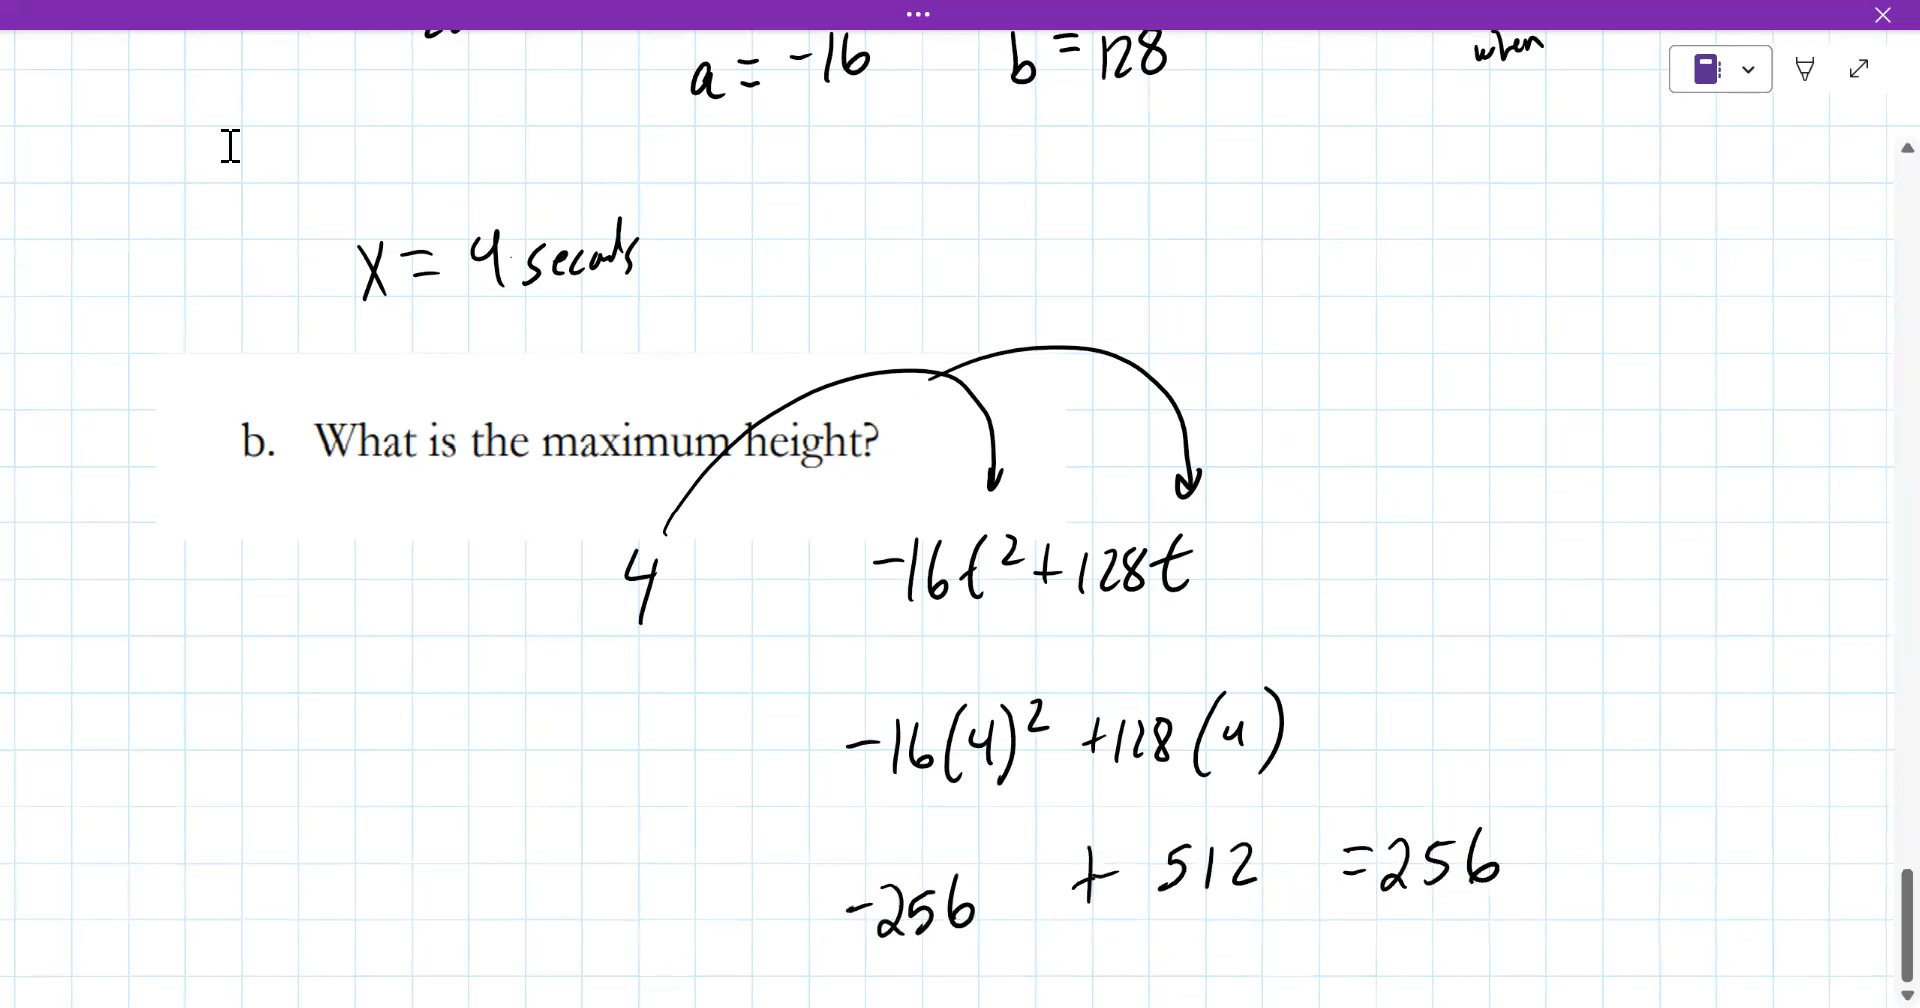 a = -16 b = 128 when
x = 4 seconds
b. What is the maximum height?
4 -16t² + 128t
-16(4)² +128(4)
-256 + 512 = 256